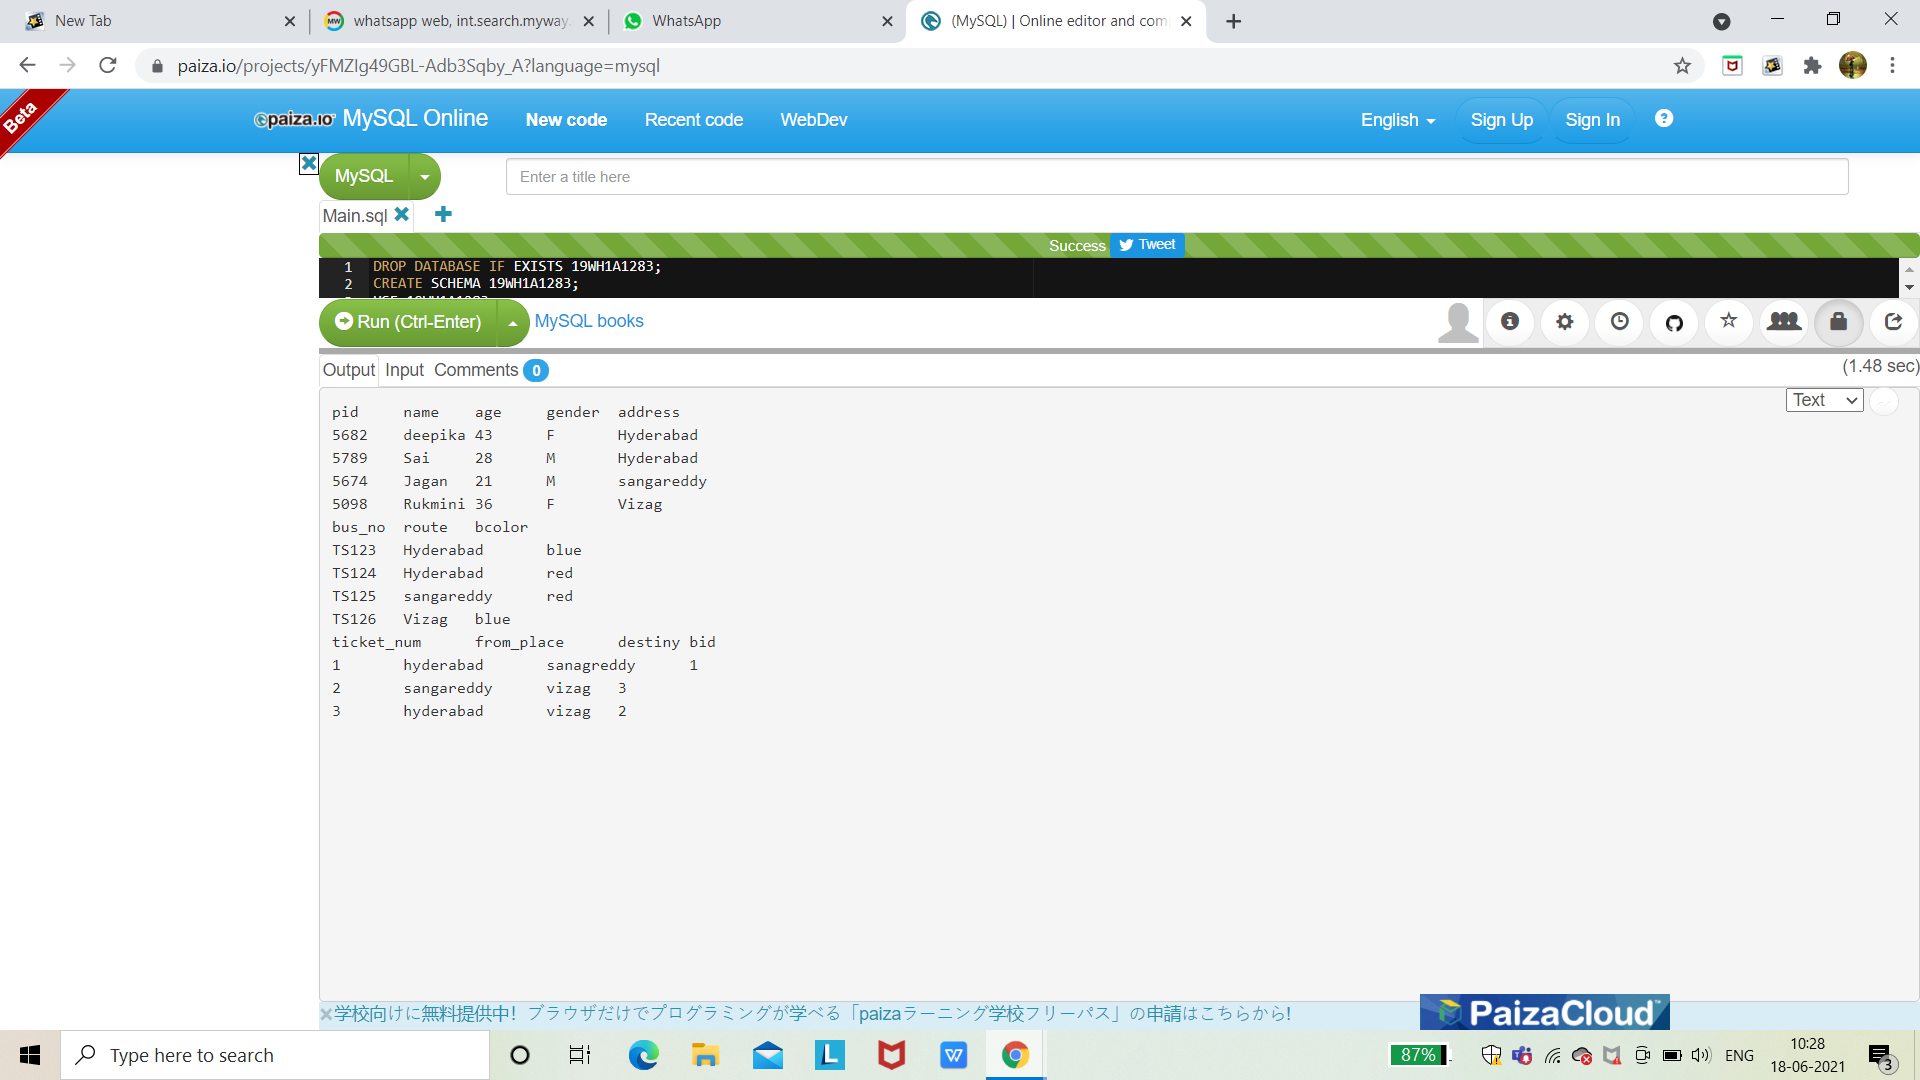 New Tab
whatsapp web, int.search.myway.
WhatsApp
(MySQL) | Online editor and com
paiza.io/projects/yFMZIg49GBL-Adb3Sqby_A?language=mysql
Beta
paiza.IO MySQL Online
New code
Recent code
WebDev
English
Sign Up
Sign In
MySQL
Enter a title here
Main.sql
Success
Tweet
1 DROP DATABASE IF EXISTS 19WH1A1283;
2 CREATE SCHEMA 19WH1A1283;
Run (Ctrl-Enter)
MySQL books
Output Input Comments 0
(1.48 sec)
Text
pid name age gender address
5682 deepika 43 F Hyderabad
5789 Sai 28 M Hyderabad
5674 Jagan 21 M sangareddy
5098 Rukmini 36 F Vizag
bus_no route bcolor
TS123 Hyderabad blue
TS124 Hyderabad red
TS125 sangareddy red
TS126 Vizag blue
ticket_num from_place destiny bid
1 hyderabad sanagreddy 1
2 sangareddy vizag 3
3 hyderabad vizag 2
学校向けに無料提供中! ブラウザだけでプログラミングが学べる「paizaラーニング学校フリーパス」の申請はこちらから!
PaizaCloud
Type here to search
87%
ENG
10:28
18-06-2021
3